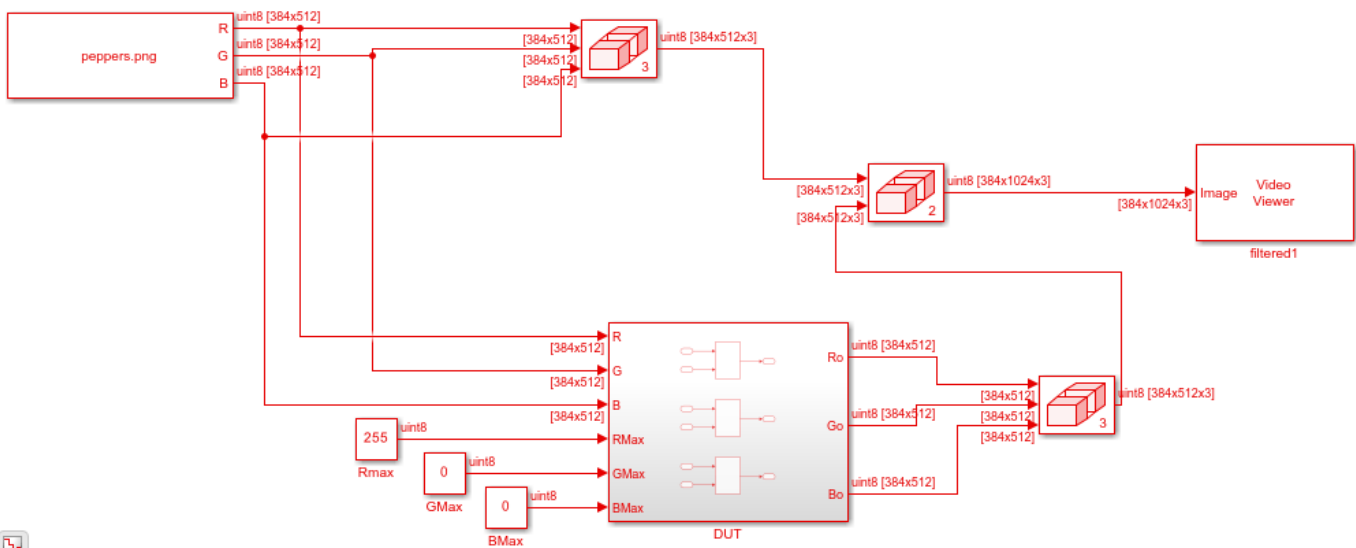 peppers.png
R
G
B
uint8 [384x512]
uint8 [384x512]
uint8 [384x512]
[384x512]
[384x512]
[384x512]
3
uint8 [384x512x3]
[384x512x3]
[384x512x3]
2
uint8 [384x1024x3]
[384x1024x3]
Image
Video
Viewer
filtered1
R
[384x512]
G
[384x512]
B
[384x512]
255
uint8
RMax
Rmax
0
uint8
GMax
GMax
0
uint8
BMax
BMax
DUT
Ro
uint8 [384x512]
Go
uint8 [384x512]
Bo
uint8 [384x512]
[384x512]
[384x512]
[384x512]
3
uint8 [384x512x3]